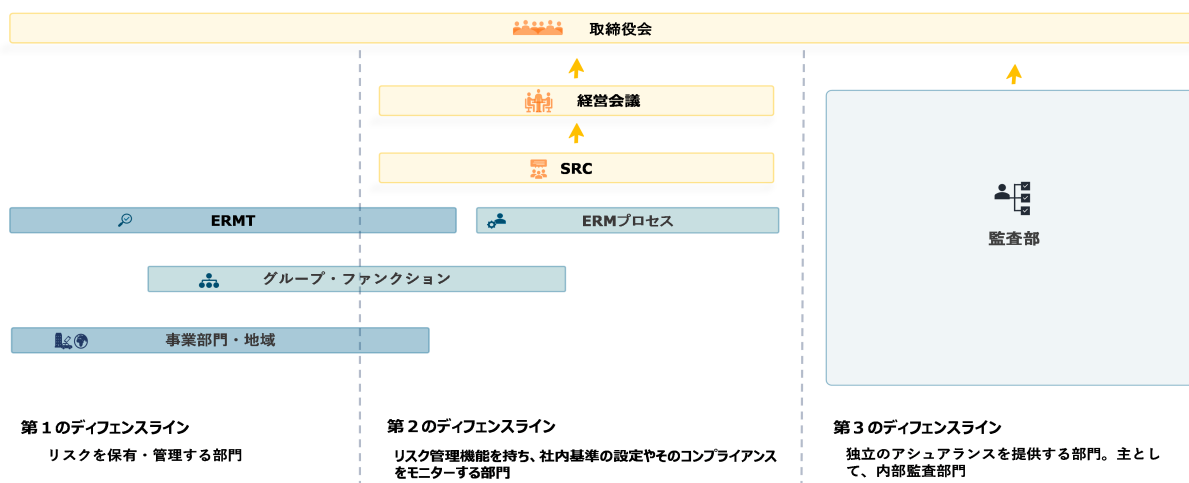 取締役会
経営会議
SRC
ERMT
ERMプロセス
グループ・ファンクション
事業部門・地域
監査部
第１のディフェンスライン
リスクを保有・管理する部門
第２のディフェンスライン
リスク管理機能を持ち、社内基準の設定やそのコンプライアンス
をモニターする部門
第３のディフェンスライン
独立のアシュアランスを提供する部門。主とし
て、内部監査部門